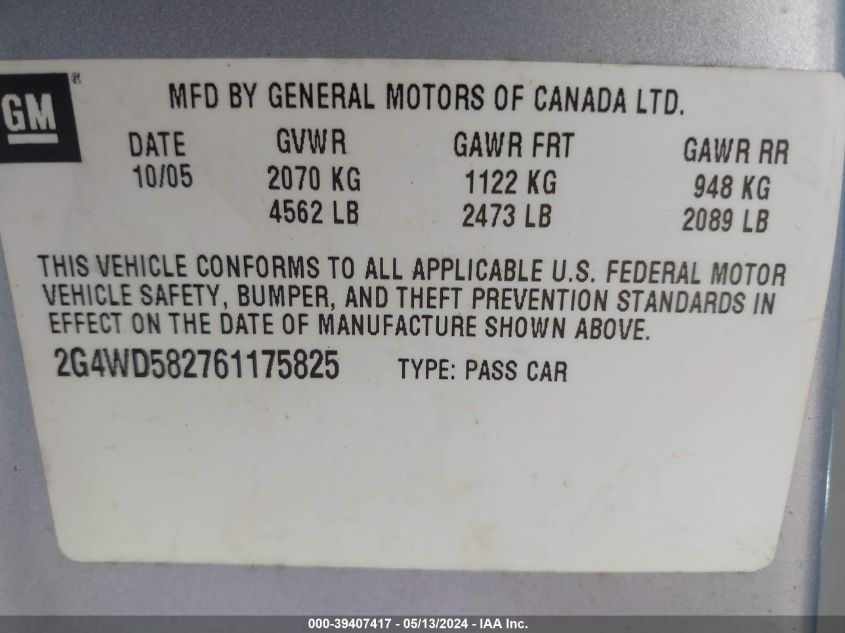 GM®
MFD BY GENERAL MOTORS OF CANADA LTD.
DATE GVWR GAWR FRT GAWR RR
10/05 2070 KG 1122 KG 948 KG
4562 LB 2473 LB 2089 LB
THIS VEHICLE CONFORMS TO ALL APPLICABLE U.S. FEDERAL MOTOR
VEHICLE SAFETY, BUMPER, AND THEFT PREVENTION STANDARDS IN
EFFECT ON THE DATE OF MANUFACTURE SHOWN ABOVE.
2G4WD582761175825 TYPE: PASS CAR
000-39407417 - 05/13/2024 - IAA Inc.